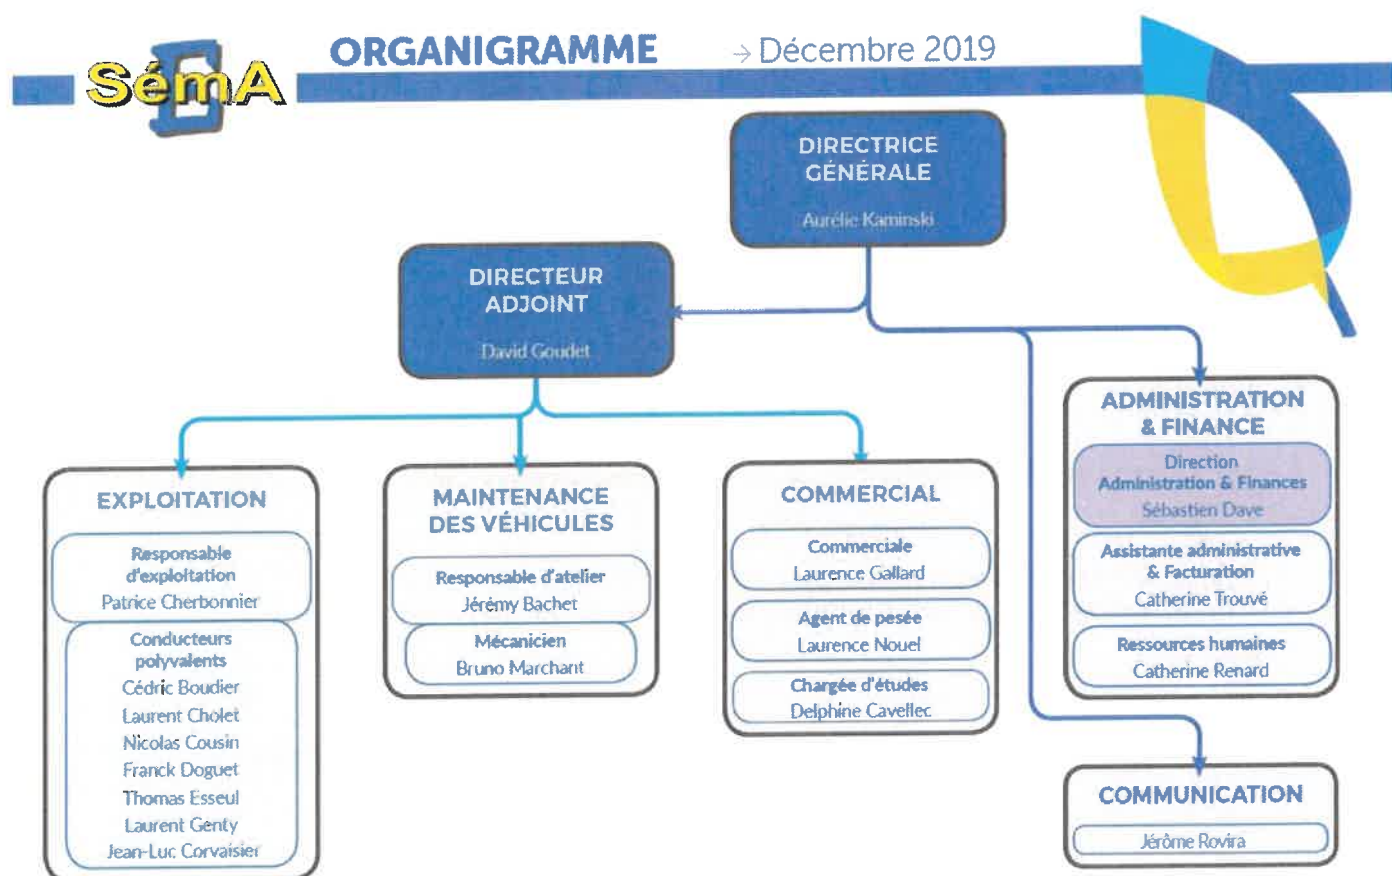 SémA
ORGANIGRAMME → Décembre 2019
DIRECTRICE
GÉNÉRALE
Aurélie Kaminski
DIRECTEUR
ADJOINT
David Goudet
EXPLOITATION
Responsable
d'exploitation
Patrice Cherbonnier
Conducteurs
polyvalents
Cédric Boudier
Laurent Cholet
Nicolas Cousin
Franck Doguet
Thomas Esseul
Laurent Genty
Jean-Luc Corvaisier
MAINTENANCE
DES VÉHICULES
Responsable d'atelier
Jérémy Bachet
Mécanicien
Bruno Marchant
COMMERCIAL
Commerciale
Laurence Gallard
Agent de pesée
Laurence Nouel
Chargée d'études
Delphine Cavellec
ADMINISTRATION
& FINANCE
Direction
Administration & Finances
Sébastien Dave
Assistante administrative
& Facturation
Catherine Trouvé
Ressources humaines
Catherine Renard
COMMUNICATION
Jérôme Rovira